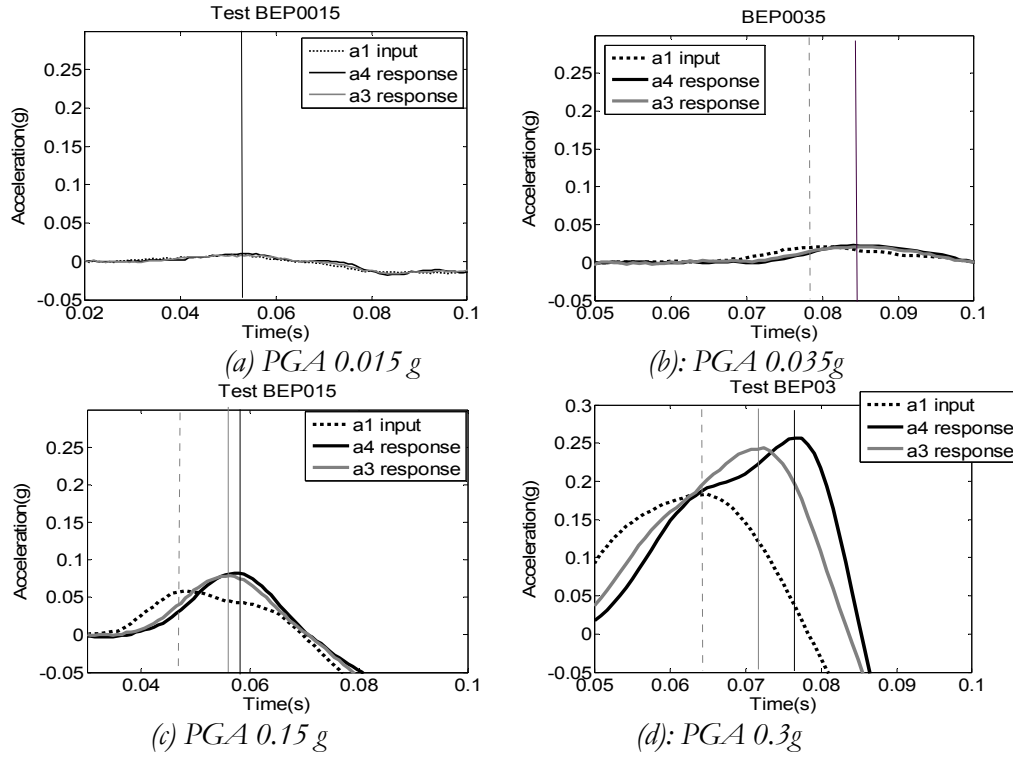 Test BEP0015
a1 input
a4 response
a3 response
0.25
0.2
0.15
0.1
0.05
0
-0.05
Acceleration(g)
0.02 0.04 0.06 0.08 0.1
Time(s)
(a) PGA 0.015 g
BEP0035
a1 input
a4 response
a3 response
0.25
0.2
0.15
0.1
0.05
0
-0.05
Acceleration(g)
0.05 0.06 0.07 0.08 0.09 0.1
Time(s)
(b): PGA 0.035g
Test BEP015
a1 input
a4 response
a3 response
0.25
0.2
0.15
0.1
0.05
0
-0.05
Acceleration(g)
0.04 0.06 0.08 0.1
Time(s)
(c) PGA 0.15 g
Test BEP03
a1 input
a4 response
a3 response
0.3
0.25
0.2
0.15
0.1
0.05
0
-0.05
Acceleration(g)
0.05 0.06 0.07 0.08 0.09 0.1
Time(s)
(d): PGA 0.3g